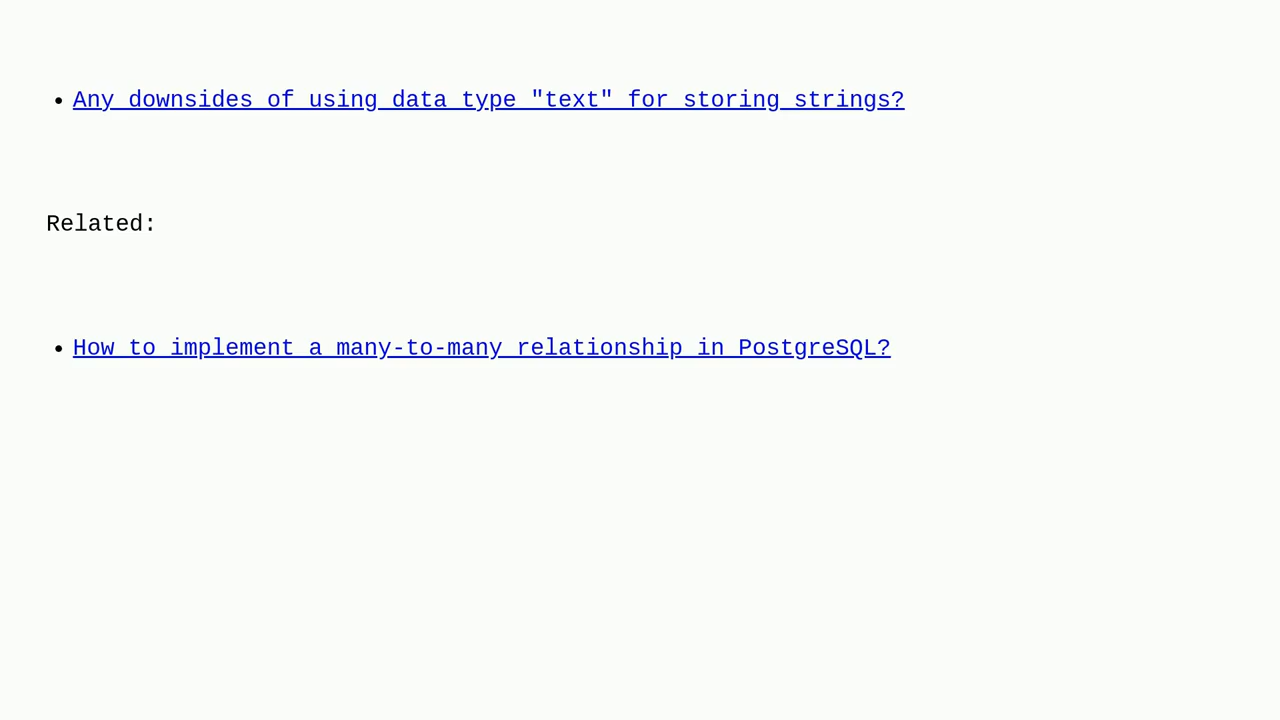 • Any downsides of using data type "text" for storing strings?
Related:
• How to implement a many-to-many relationship in PostgreSQL?